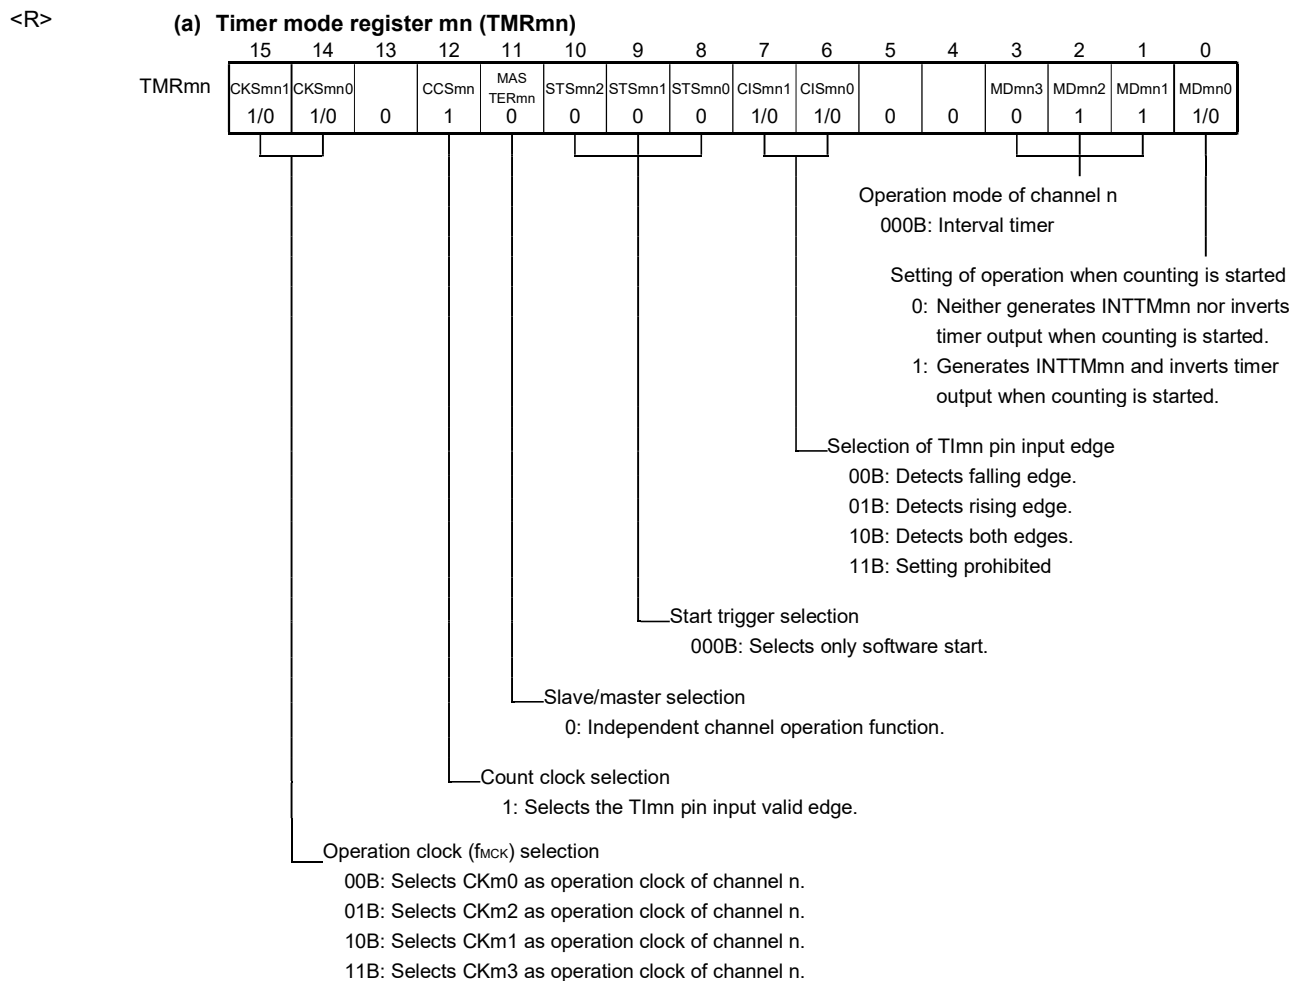 <R>
(a) Timer mode register mn (TMRmn)
15 14 13 12 11 10 9 8 7 6 5 4 3 2 1 0
TMRmn CKSmn1 CKSmn0 CCSmn MAS TERmn STSmn2 STSmn1 STSmn0 CISmn1 CISmn0 MDmn3 MDmn2 MDmn1 MDmn0
1/0 1/0 0 1 0 0 0 0 1/0 1/0 0 0 0 1 1 1/0
Operation mode of channel n
000B: Interval timer
Setting of operation when counting is started
0: Neither generates INTTMmn nor inverts
timer output when counting is started.
1: Generates INTTMmn and inverts timer
output when counting is started.
Selection of TImn pin input edge
00B: Detects falling edge.
01B: Detects rising edge.
10B: Detects both edges.
11B: Setting prohibited
Start trigger selection
000B: Selects only software start.
Slave/master selection
0: Independent channel operation function.
Count clock selection
1: Selects the TImn pin input valid edge.
Operation clock (fMCK) selection
00B: Selects CKm0 as operation clock of channel n.
01B: Selects CKm2 as operation clock of channel n.
10B: Selects CKm1 as operation clock of channel n.
11B: Selects CKm3 as operation clock of channel n.